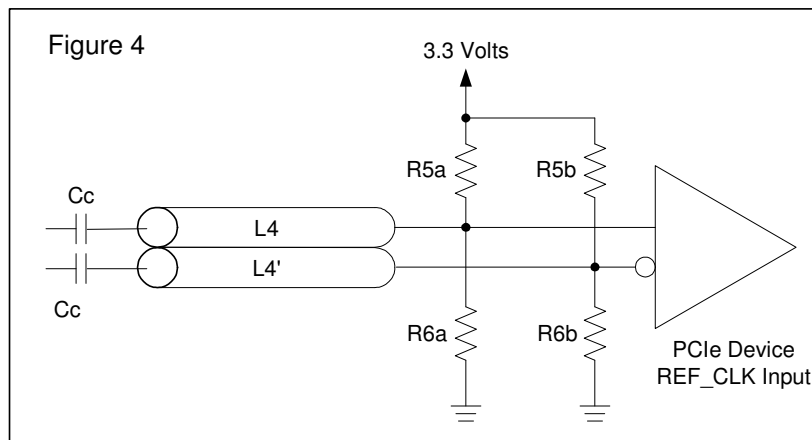 Figure 4
3.3 Volts
R5a
R5b
Cc
L4
L4'
Cc
R6a
R6b
PCIe Device
REF_CLK Input